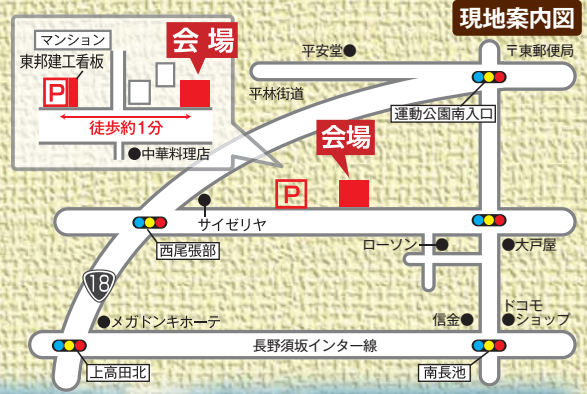 現地案内図
マンション
東邦建工看板
会場
P
徒歩約1分
中華料理店
平安堂
〒東郵便局
平林街道
運動公園南入口
会場
P
サイゼリヤ
西尾張部
ローソン
大戸屋
18
メガドンキホーテ
信金
ドコモ
ショップ
長野須坂インター線
上高田北
南長池